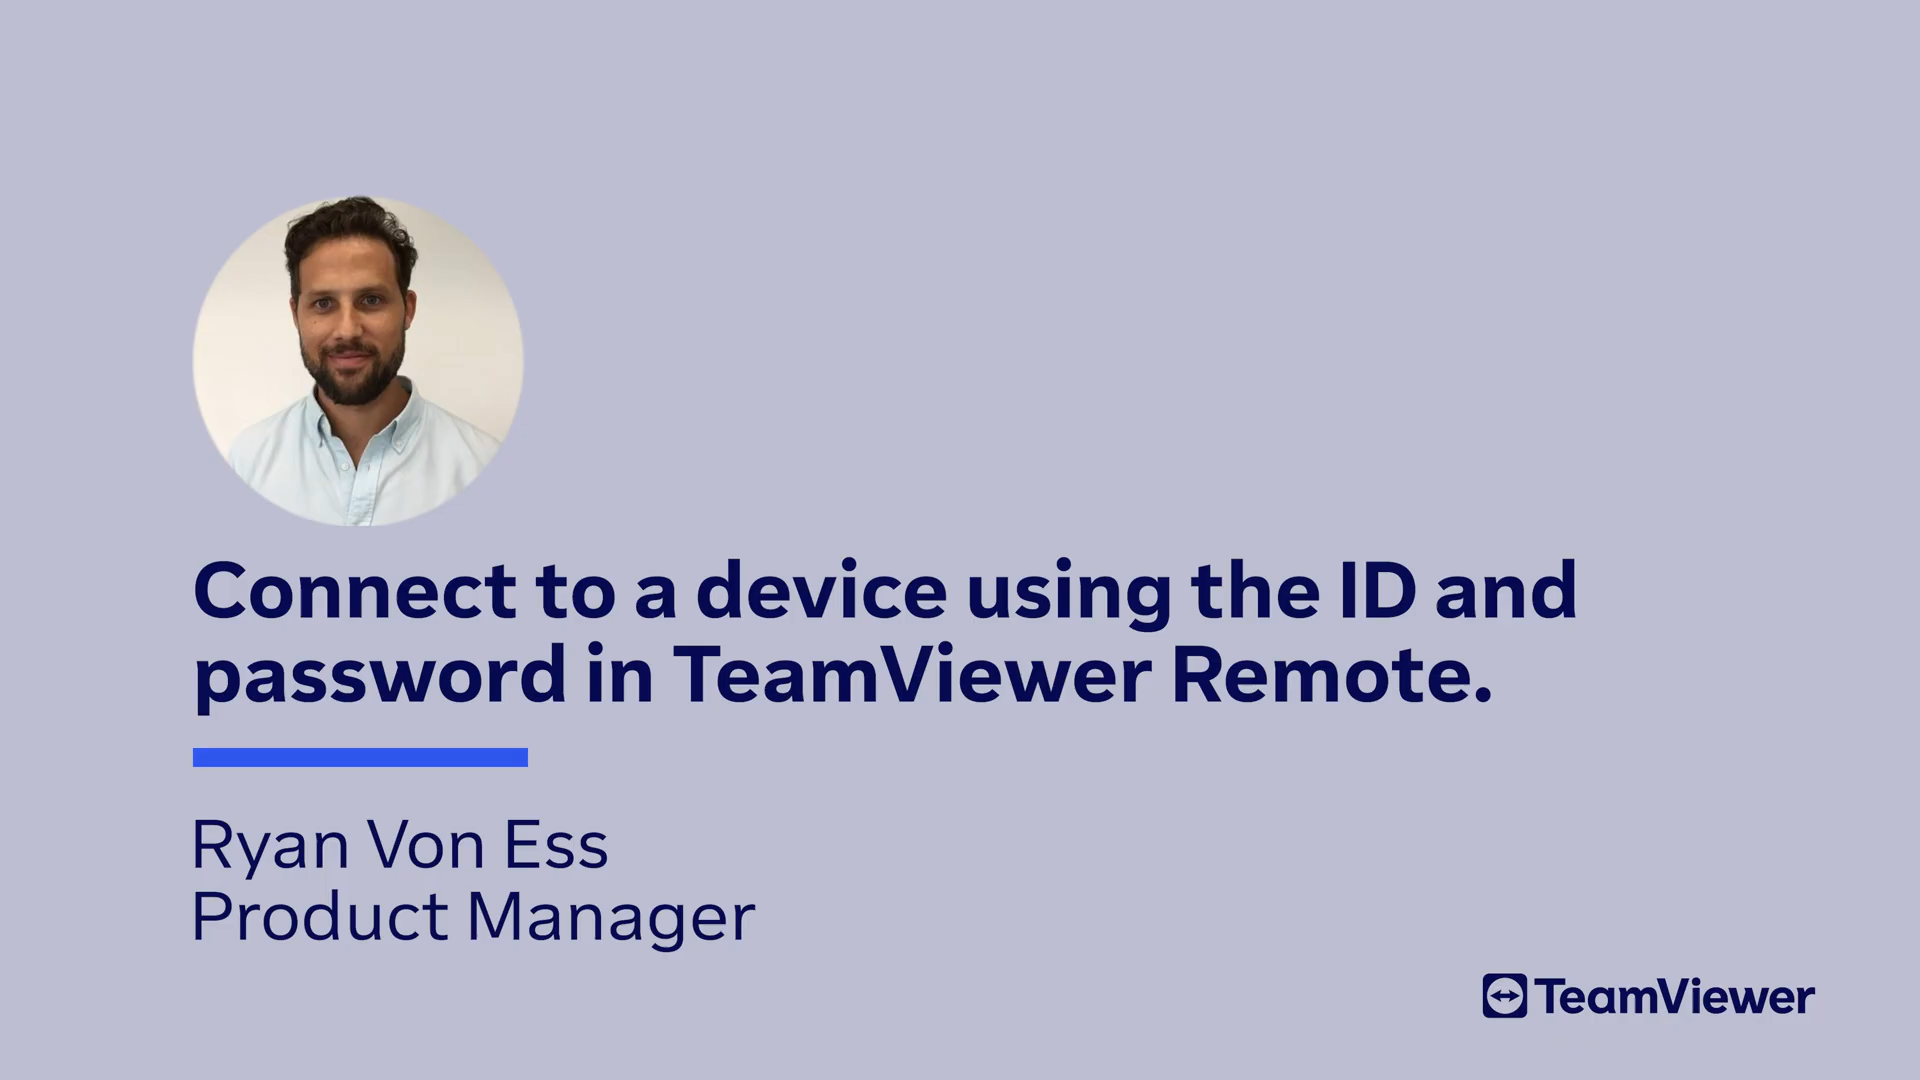 Connect to a device using the ID and
password in TeamViewer Remote.
Ryan Von Ess
Product Manager
TeamViewer